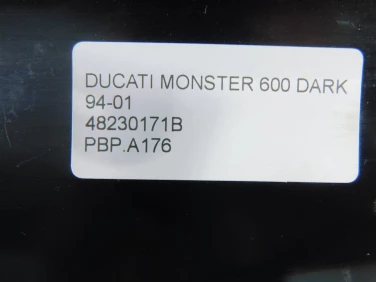 DUCATI MONSTER 600 DARK
94-01
48230171B
PBP.A176